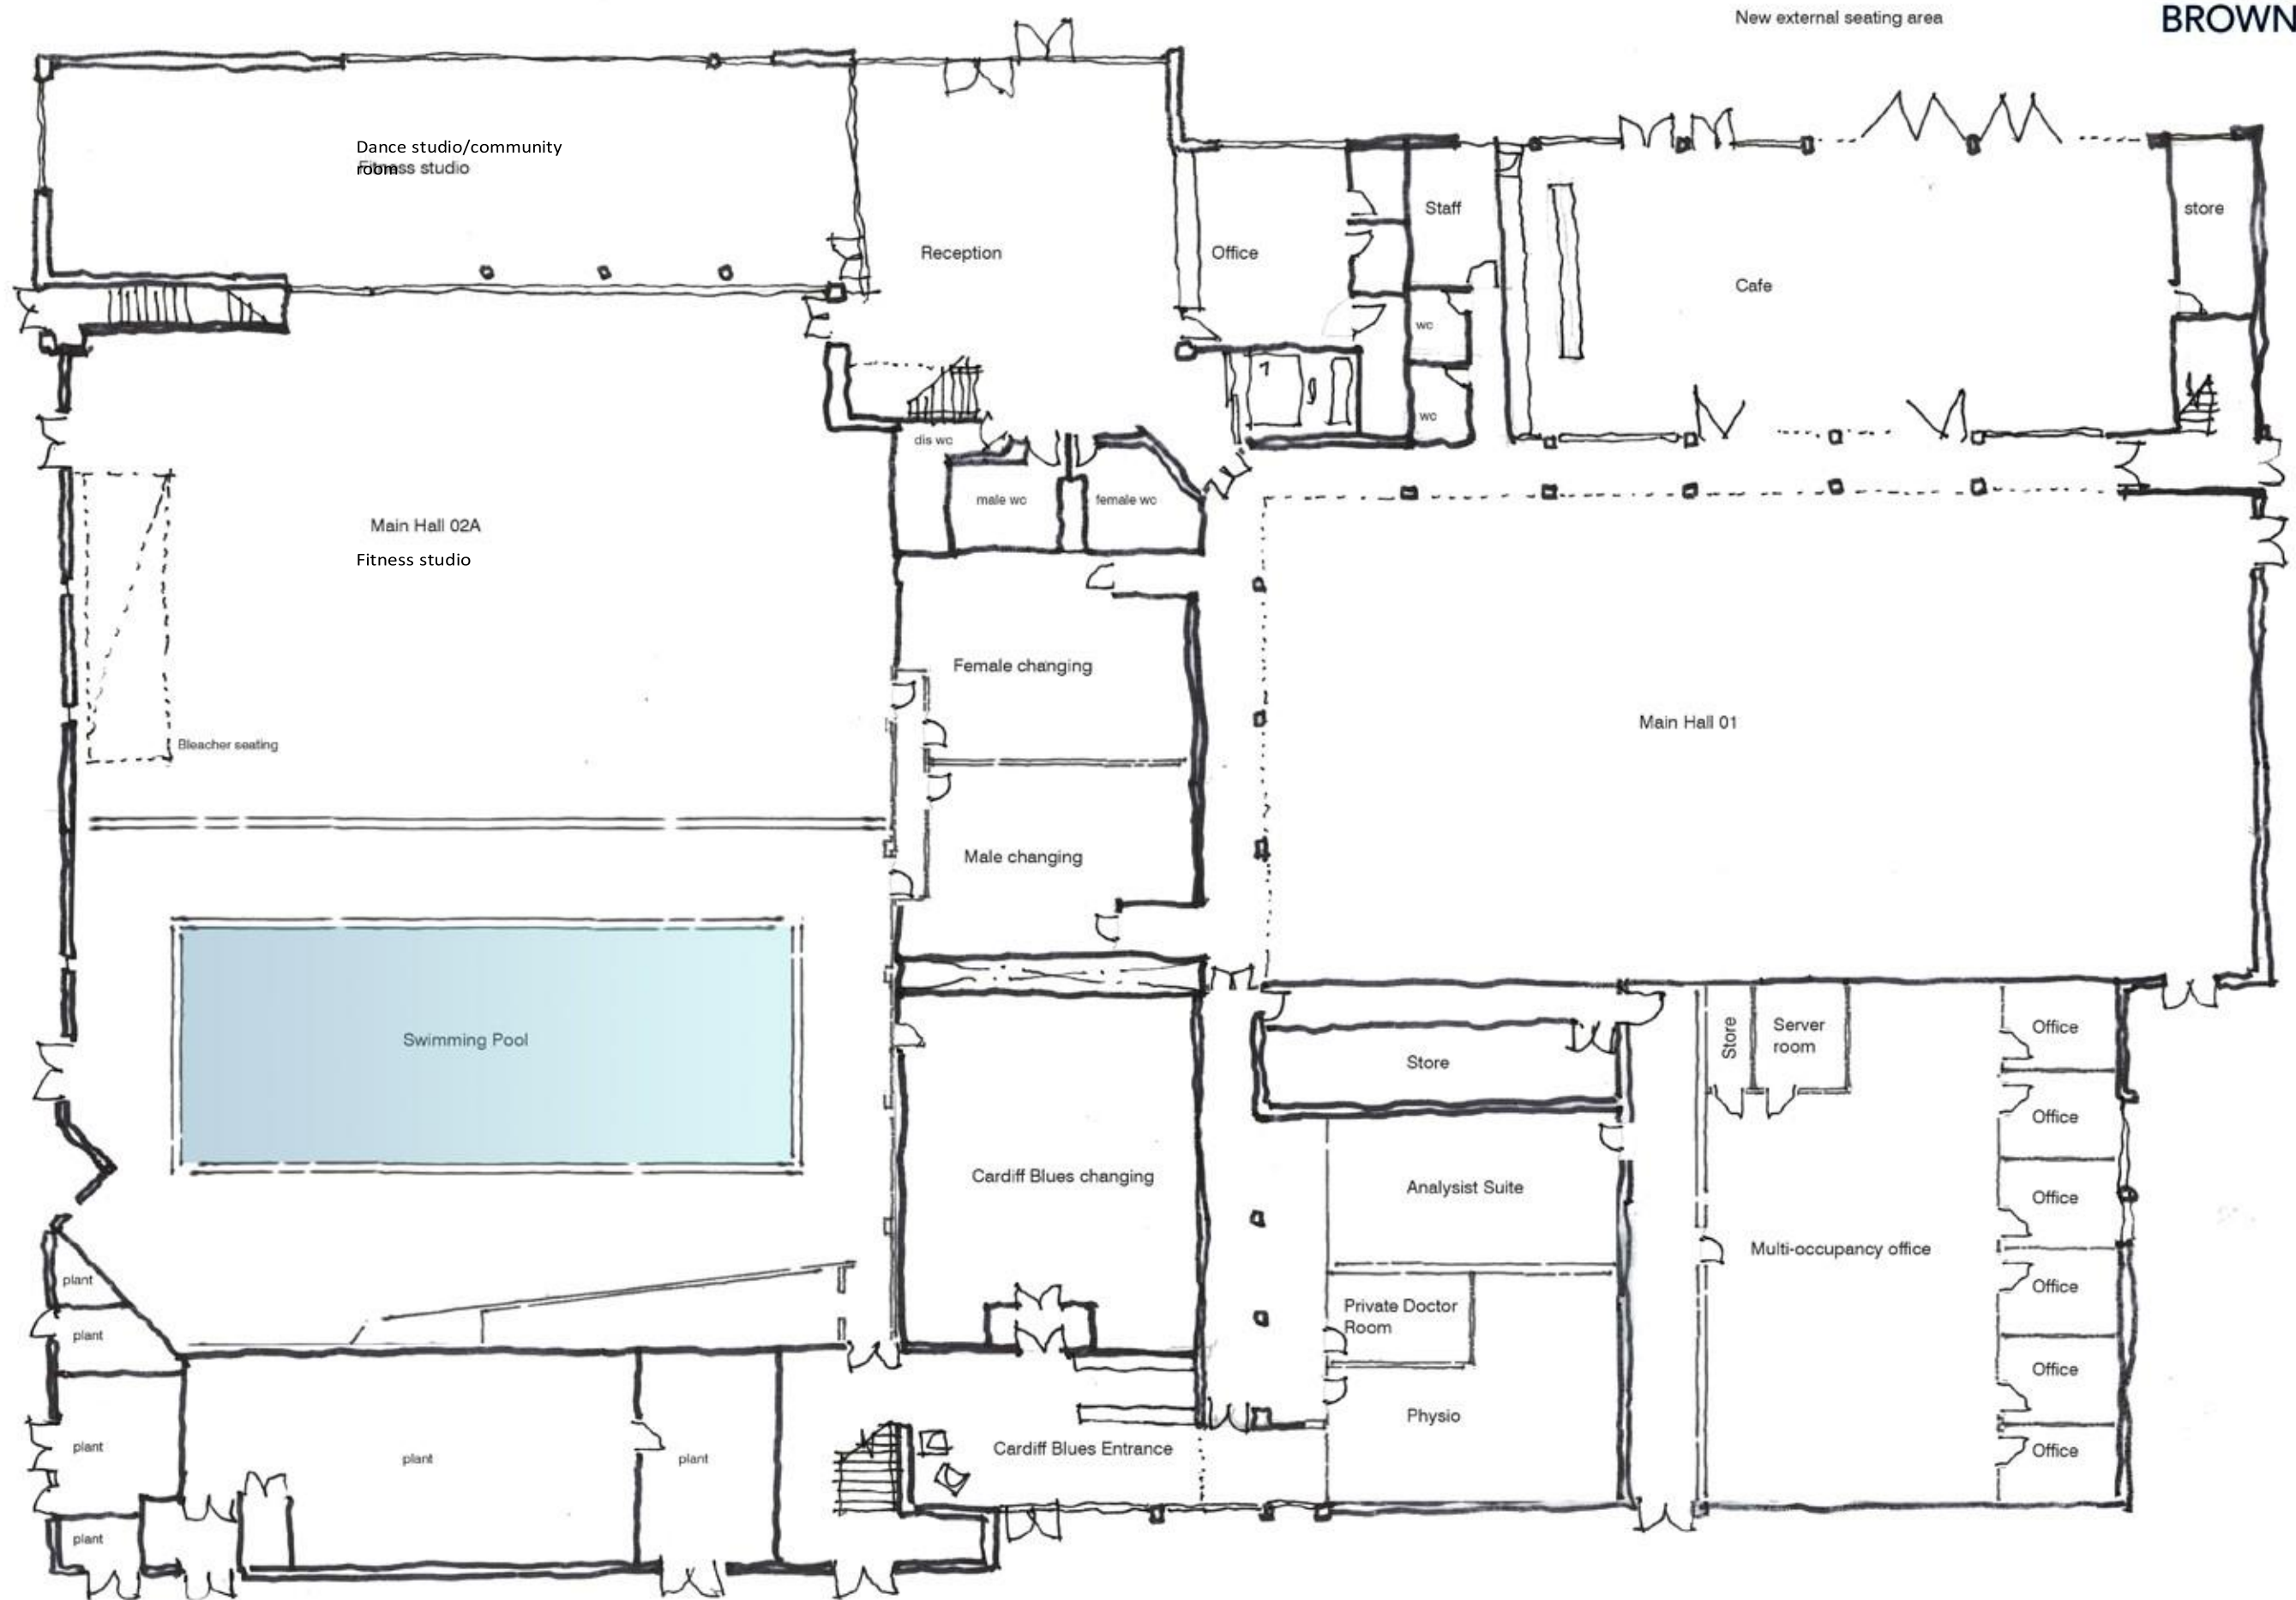 New external seating area
BROWN
Dance studio/community
room
Fitness studio
Reception
Office
Staff
wc
wc
Cafe
store
dis wc
male wc
female wc
Main Hall 02A
Fitness studio
Bleacher seating
Female changing
Male changing
Main Hall 01
Swimming Pool
Cardiff Blues changing
Store
Store
Server
room
Office
Office
Office
Office
Office
Office
Analysist Suite
Multi-occupancy office
Private Doctor
Room
Physio
Cardiff Blues Entrance
plant
plant
plant
plant
plant
plant